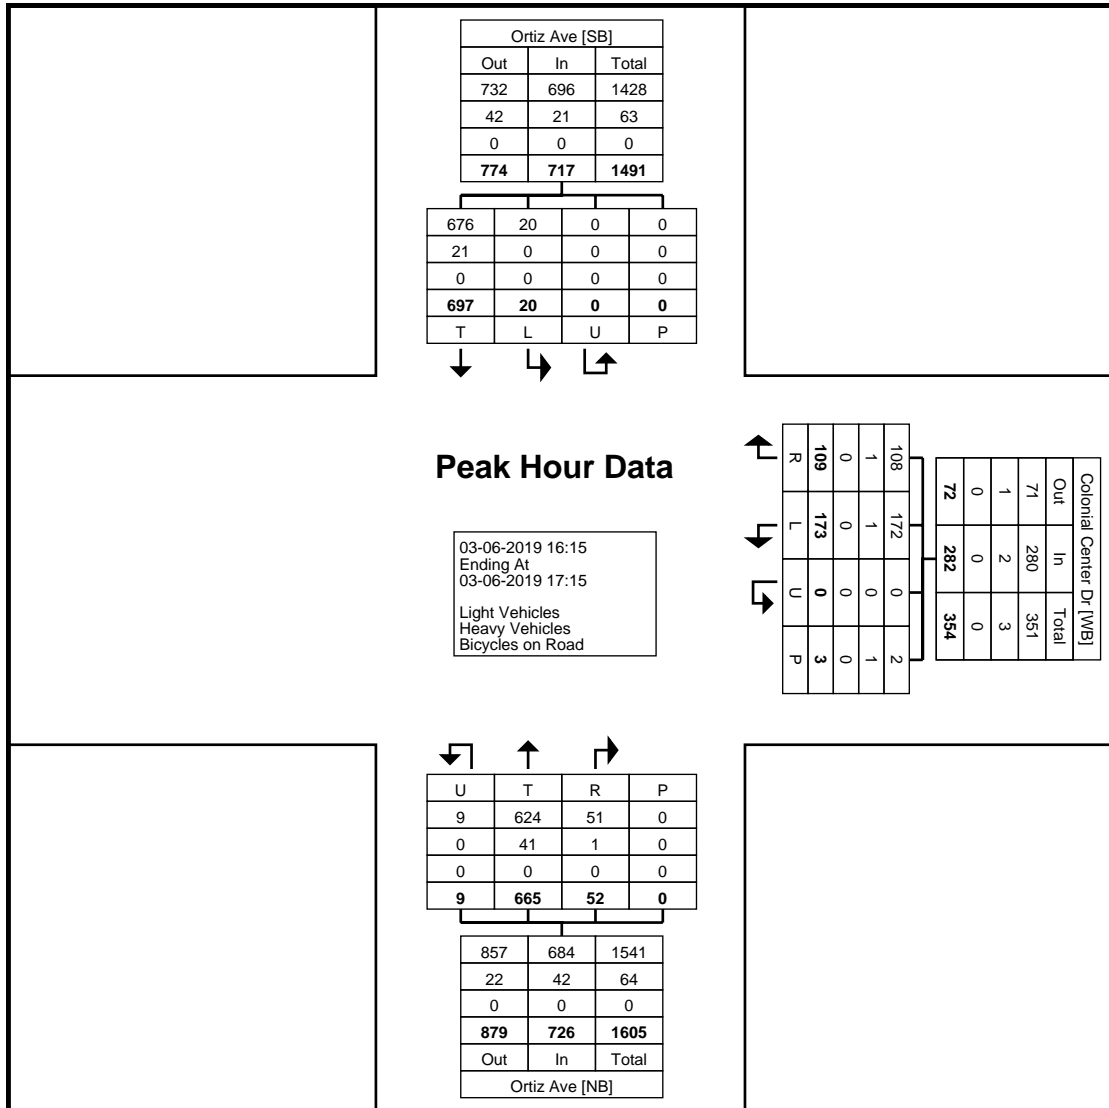 Ortiz Ave [SB]
Out In Total
732 696 1428
42 21 63
0 0 0
774 717 1491
676 20 0 0
21 0 0 0
0 0 0 0
697 20 0 0
T L U P
Peak Hour Data
03-06-2019 16:15
Ending At
03-06-2019 17:15
Light Vehicles
Heavy Vehicles
Bicycles on Road
Colonial Center Dr [WB]
Out In Total
71 280 351
1 2 3
0 0 0
72 282 354
108 172 0 2
1 1 0 1
0 0 0 0
109 173 0 3
R L U P
U T R P
9 624 51 0
0 41 1 0
0 0 0 0
9 665 52 0
857 684 1541
22 42 64
0 0 0
879 726 1605
Out In Total
Ortiz Ave [NB]